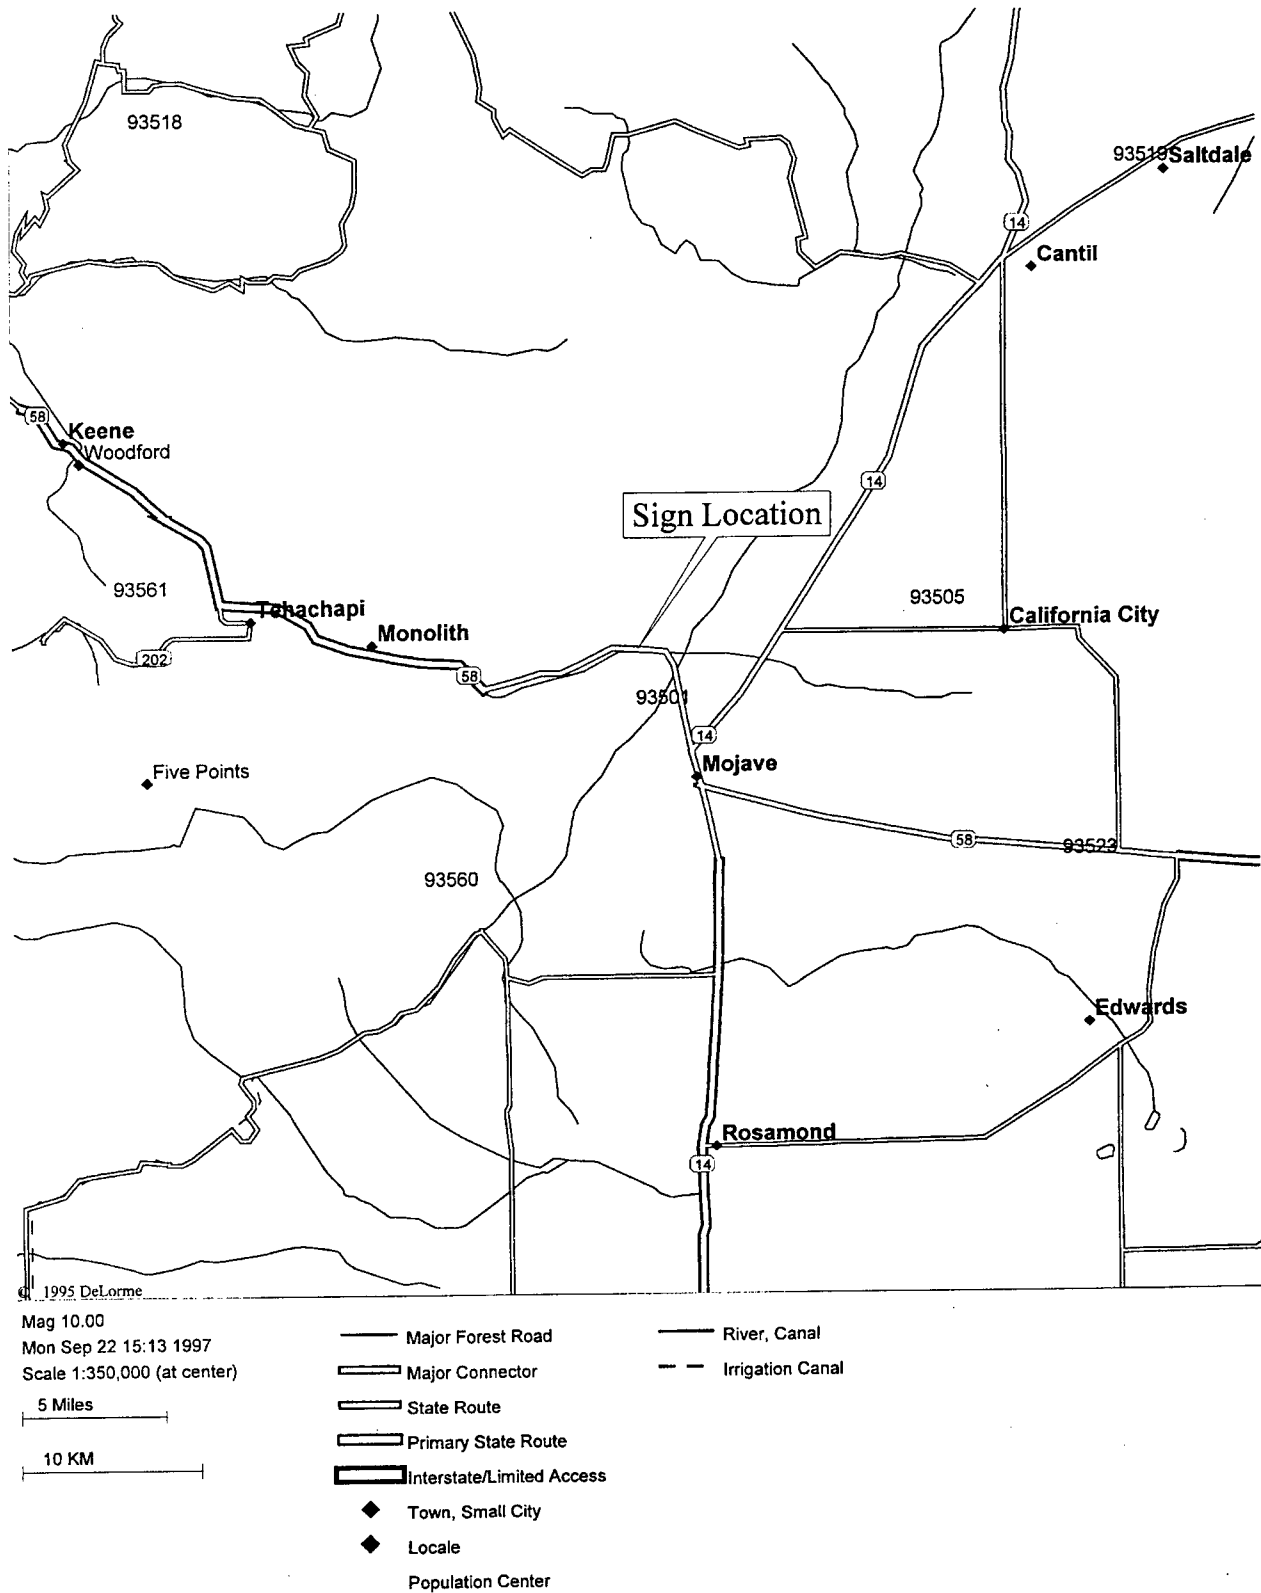 93518
93519 Saltdale
14
Cantil
58
Keene
Woodford
14
Sign Location
93561
93505
Tehachapi
California City
Monolith
202
58
93501
14
Mojave
Five Points
58
93523
93560
Edwards
Rosamond
14
© 1995 DeLorme
Mag 10.00
Mon Sep 22 15:13 1997
Scale 1:350,000 (at center)
5 Miles
10 KM
Major Forest Road
Major Connector
State Route
Primary State Route
Interstate/Limited Access
Town, Small City
Locale
Population Center
River, Canal
Irrigation Canal